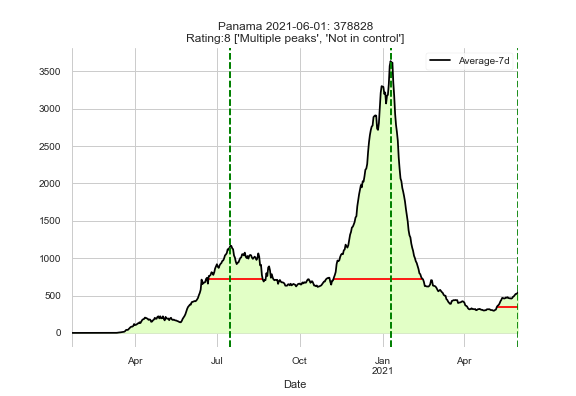 Panama 2021-06-01: 378828
Rating:8 ['Multiple peaks', 'Not in control']
Average-7d
3500
3000
2500
2000
1500
1000
500
0
Apr
Jul
Oct
Jan
2021
Apr
Date